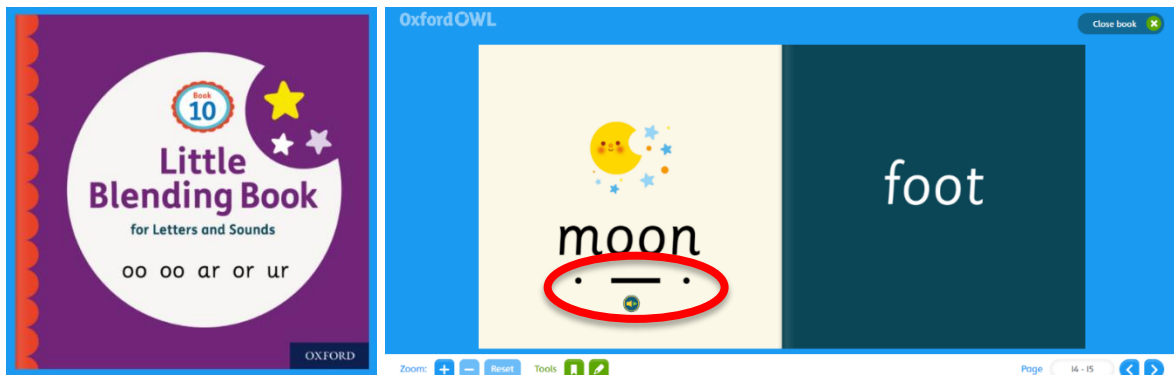 Book
10
Little
Blending Book
for Letters and Sounds
oo oo ar or ur
OXFORD
Oxford OWL
Close book
moon
foot
Zoom: Reset Tools
Page 14 - 15